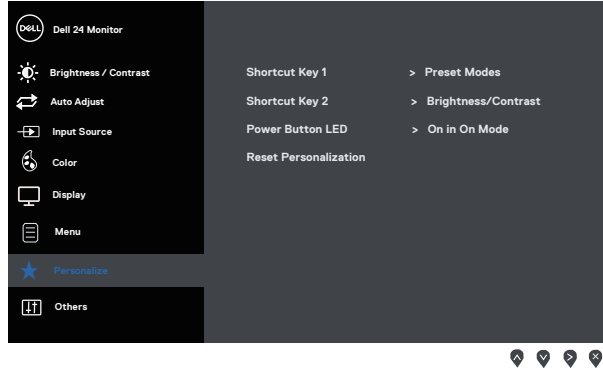 DELL
Dell 24 Monitor
Brightness / Contrast
Auto Adjust
Input Source
Color
Display
Menu
Personalize
Others
Shortcut Key 1 > Preset Modes
Shortcut Key 2 > Brightness/Contrast
Power Button LED > On in On Mode
Reset Personalization